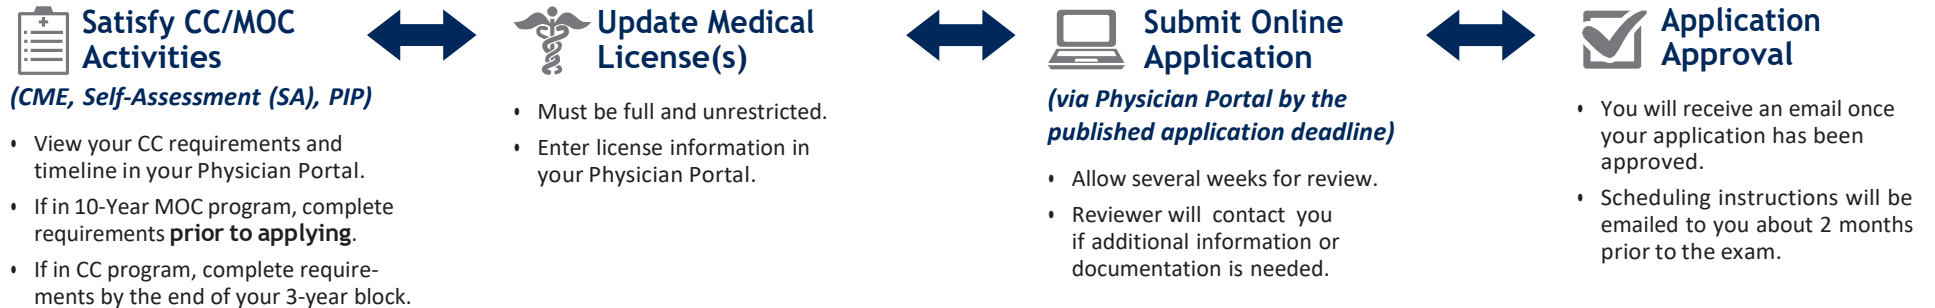 Satisfy CC/MOC
Activities
(CME, Self-Assessment (SA), PIP)
• View your CC requirements and
timeline in your Physician Portal.
• If in 10-Year MOC program, complete
requirements prior to applying.
• If in CC program, complete require-
ments by the end of your 3-year block.
Update Medical
License(s)
• Must be full and unrestricted.
• Enter license information in
your Physician Portal.
Submit Online
Application
(via Physician Portal by the
published application deadline)
• Allow several weeks for review.
• Reviewer will contact you
if additional information or
documentation is needed.
Application
Approval
• You will receive an email once
your application has been
approved.
• Scheduling instructions will be
emailed to you about 2 months
prior to the exam.